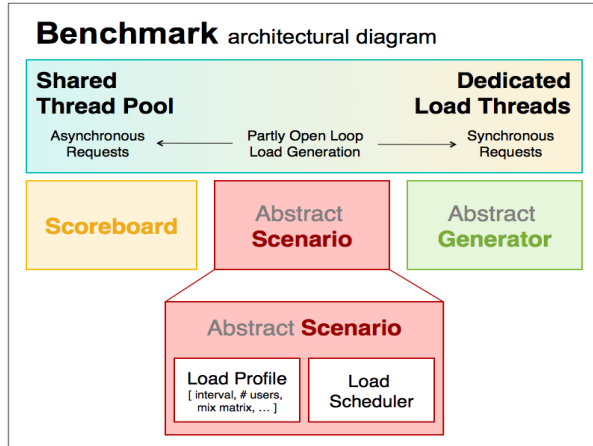 Benchmark architectural diagram
Shared
Thread Pool
Dedicated
Load Threads
Asynchronous
Requests
Partly Open Loop
Load Generation
Synchronous
Requests
Scoreboard
Abstract
Scenario
Abstract
Generator
Abstract Scenario
Load Profile
[ interval, # users,
mix matrix, ... ]
Load
Scheduler